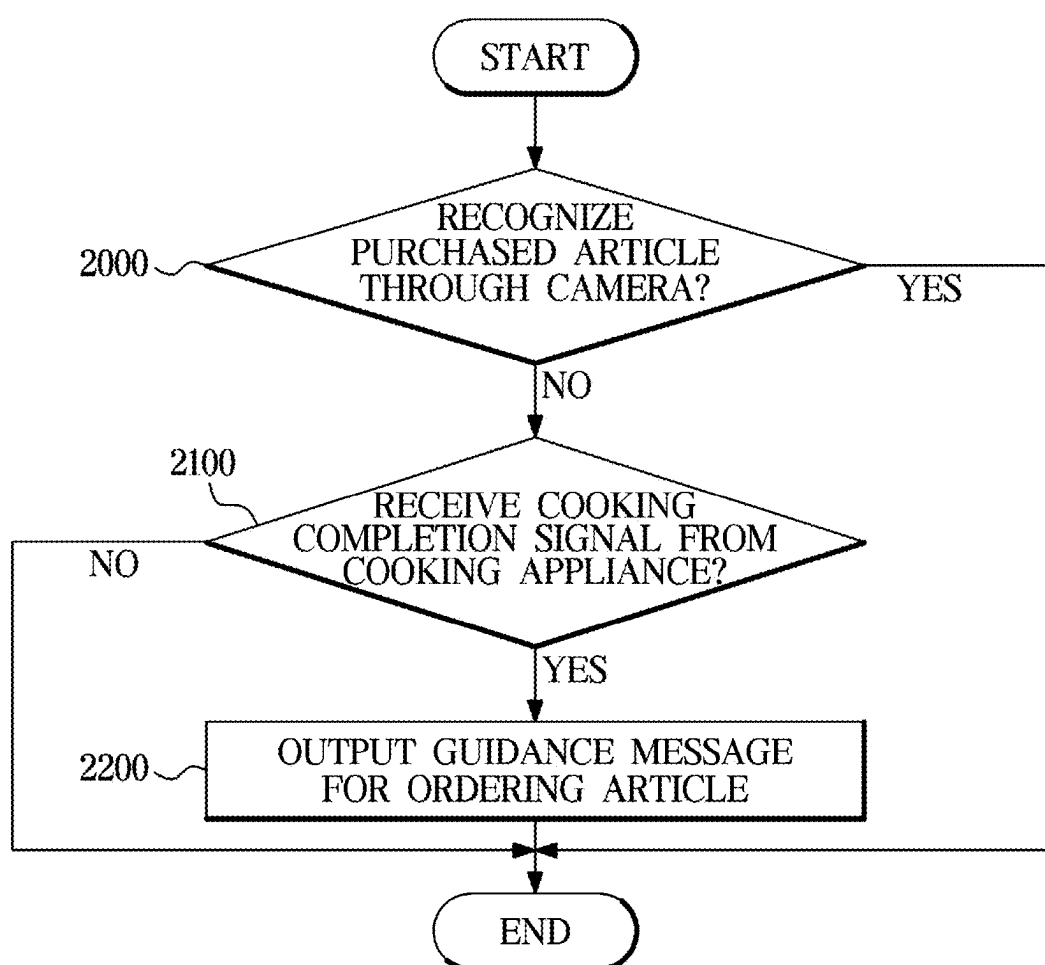 START
RECOGNIZE
PURCHASED ARTICLE
THROUGH CAMERA?
2000
YES
NO
2100
RECEIVE COOKING
COMPLETION SIGNAL FROM
COOKING APPLIANCE?
NO
YES
2200
OUTPUT GUIDANCE MESSAGE
FOR ORDERING ARTICLE
END